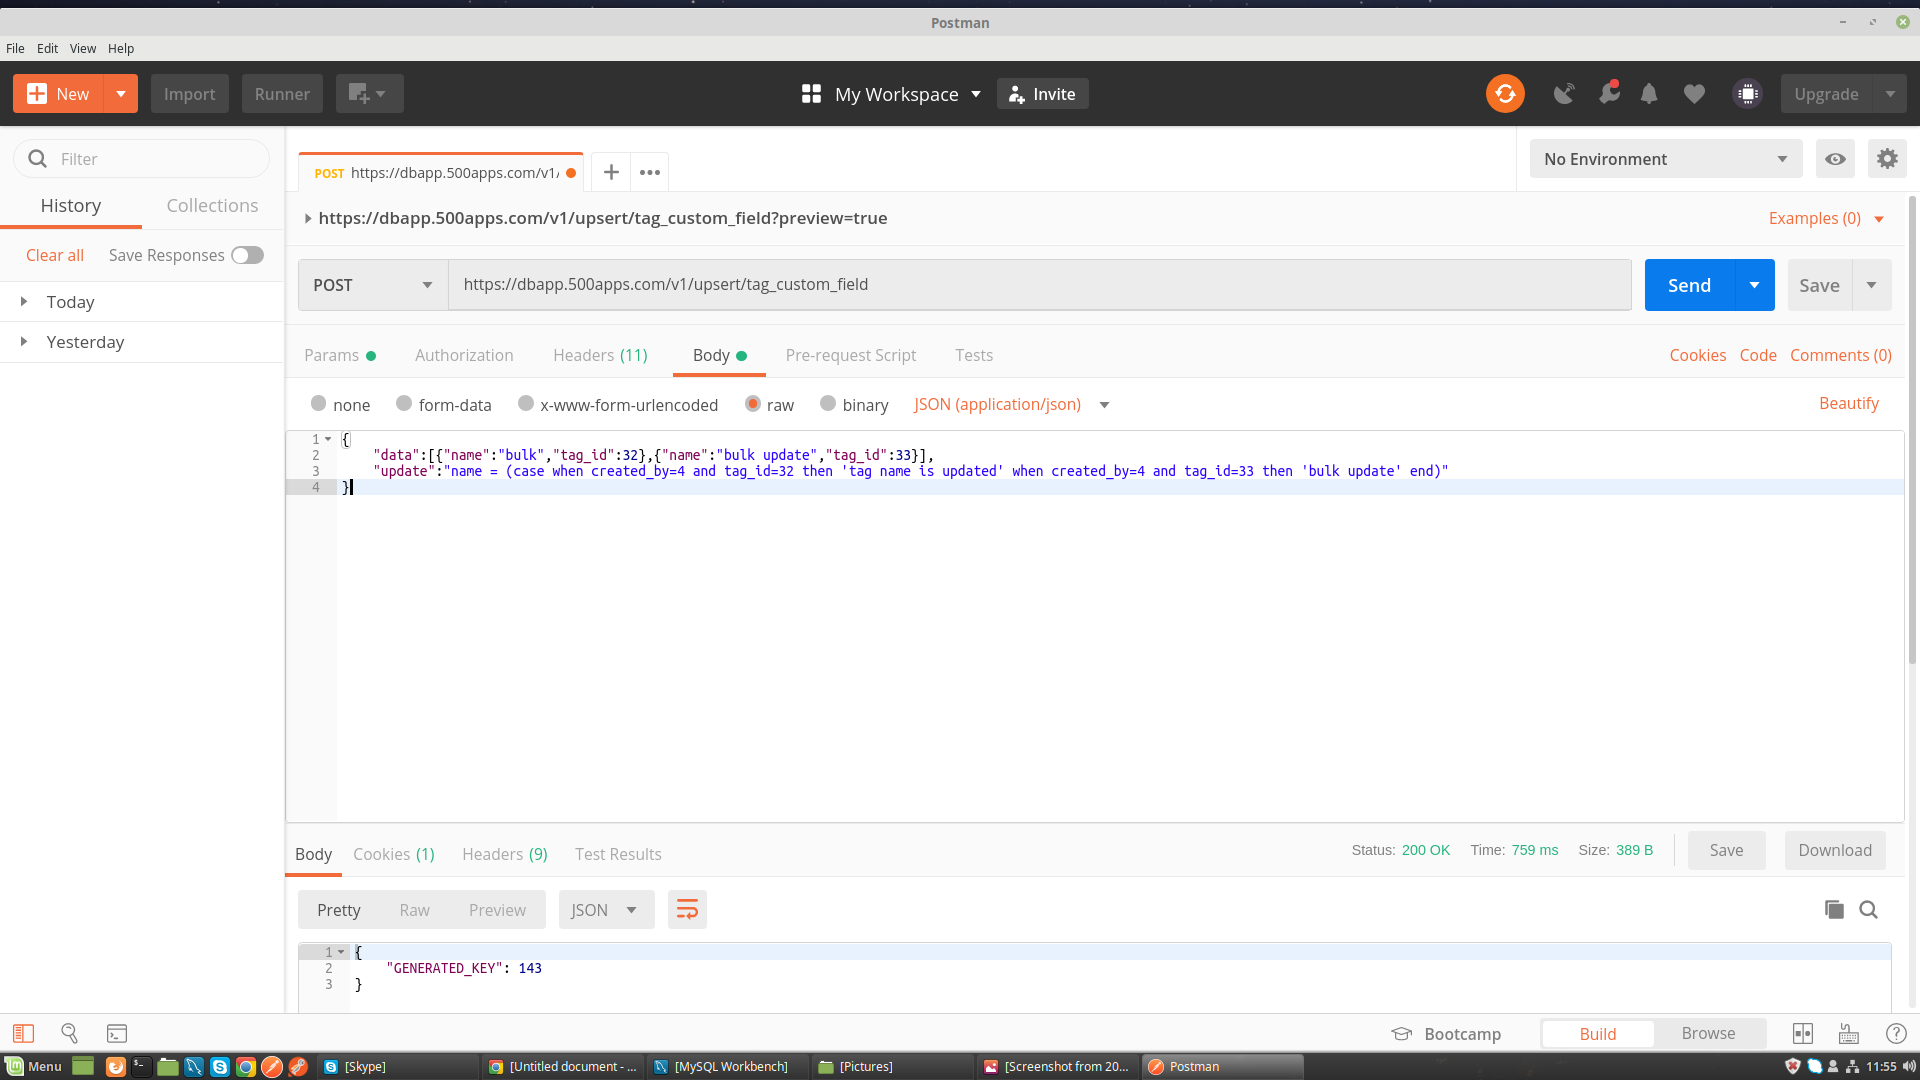 Postman
File Edit View Help
New Import Runner My Workspace Invite Upgrade
Filter
History Collections
Clear all Save Responses
Today
Yesterday
POST https://dbapp.500apps.com/v1/
No Environment
https://dbapp.500apps.com/v1/upsert/tag_custom_field?preview=true
Examples (0)
POST https://dbapp.500apps.com/v1/upsert/tag_custom_field Send Save
Params Authorization Headers (11) Body Pre-request Script Tests Cookies Code Comments (0)
none form-data x-www-form-urlencoded raw binary JSON (application/json) Beautify
1 {
2 "data":[{"name":"bulk","tag_id":32},{"name":"bulk update","tag_id":33}],
3 "update":"name = (case when created_by=4 and tag_id=32 then 'tag name is updated' when created_by=4 and tag_id=33 then 'bulk update' end)"
4 }
Body Cookies (1) Headers (9) Test Results Status: 200 OK Time: 759 ms Size: 389 B Save Download
Pretty Raw Preview JSON
1 {
2 "GENERATED_KEY": 143
3 }
Bootcamp Build Browse
Menu [Skype] [Untitled document - ... [MySQL Workbench] [Pictures] [Screenshot from 20... Postman 11:55